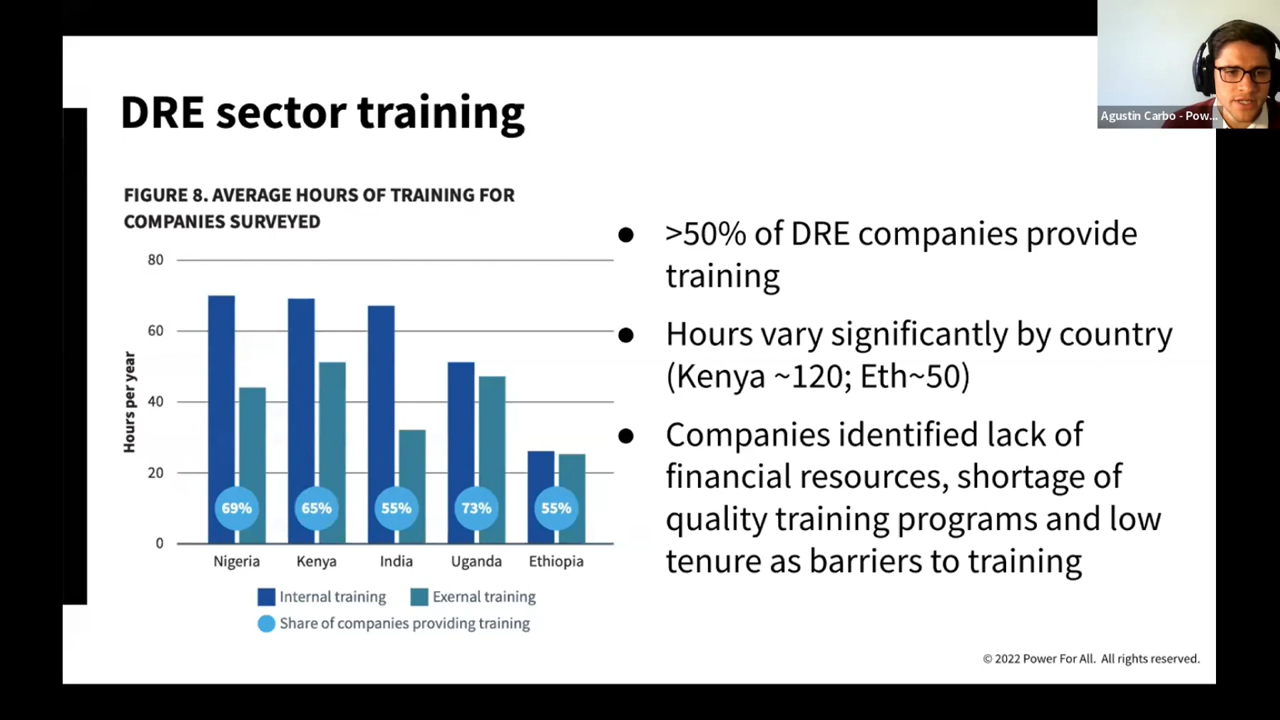 Agustin Carbo - Pow...
DRE sector training
FIGURE 8. AVERAGE HOURS OF TRAINING FOR
COMPANIES SURVEYED
Hours per year
80
60
40
20
0
69%
65%
55%
73%
55%
Nigeria
Kenya
India
Uganda
Ethiopia
Internal training
Exernal training
Share of companies providing training
● >50% of DRE companies provide
training
● Hours vary significantly by country
(Kenya ~120; Eth~50)
● Companies identified lack of
financial resources, shortage of
quality training programs and low
tenure as barriers to training
© 2022 Power For All. All rights reserved.